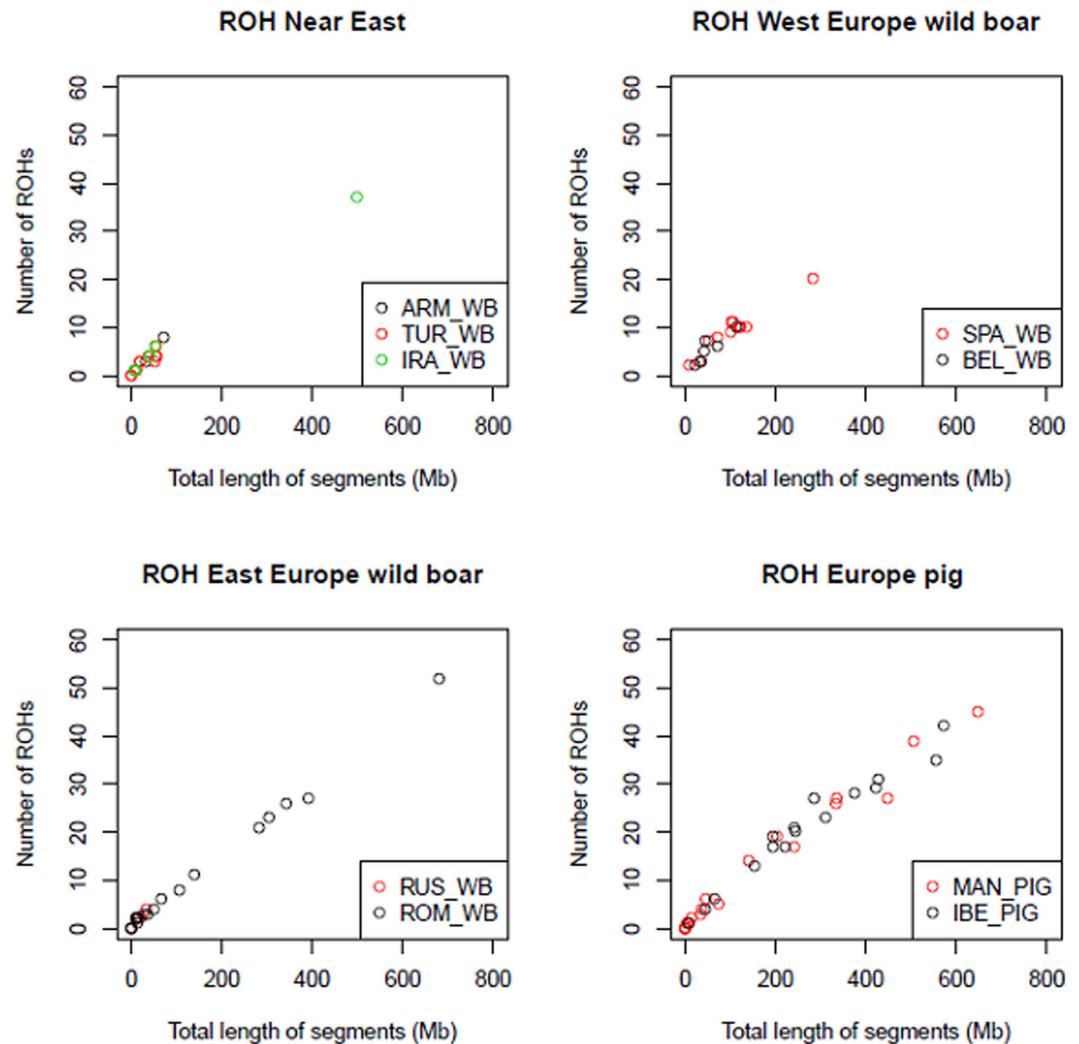 ROH Near East
Number of ROHs
60
50
40
30
20
10
0
ARM_WB
TUR_WB
IRA_WB
0 200 400 600 800
Total length of segments (Mb)
ROH West Europe wild boar
Number of ROHs
60
50
40
30
20
10
0
SPA_WB
BEL_WB
0 200 400 600 800
Total length of segments (Mb)
ROH East Europe wild boar
Number of ROHs
60
50
40
30
20
10
0
RUS_WB
ROM_WB
0 200 400 600 800
Total length of segments (Mb)
ROH Europe pig
Number of ROHs
60
50
40
30
20
10
0
MAN_PIG
IBE_PIG
0 200 400 600 800
Total length of segments (Mb)